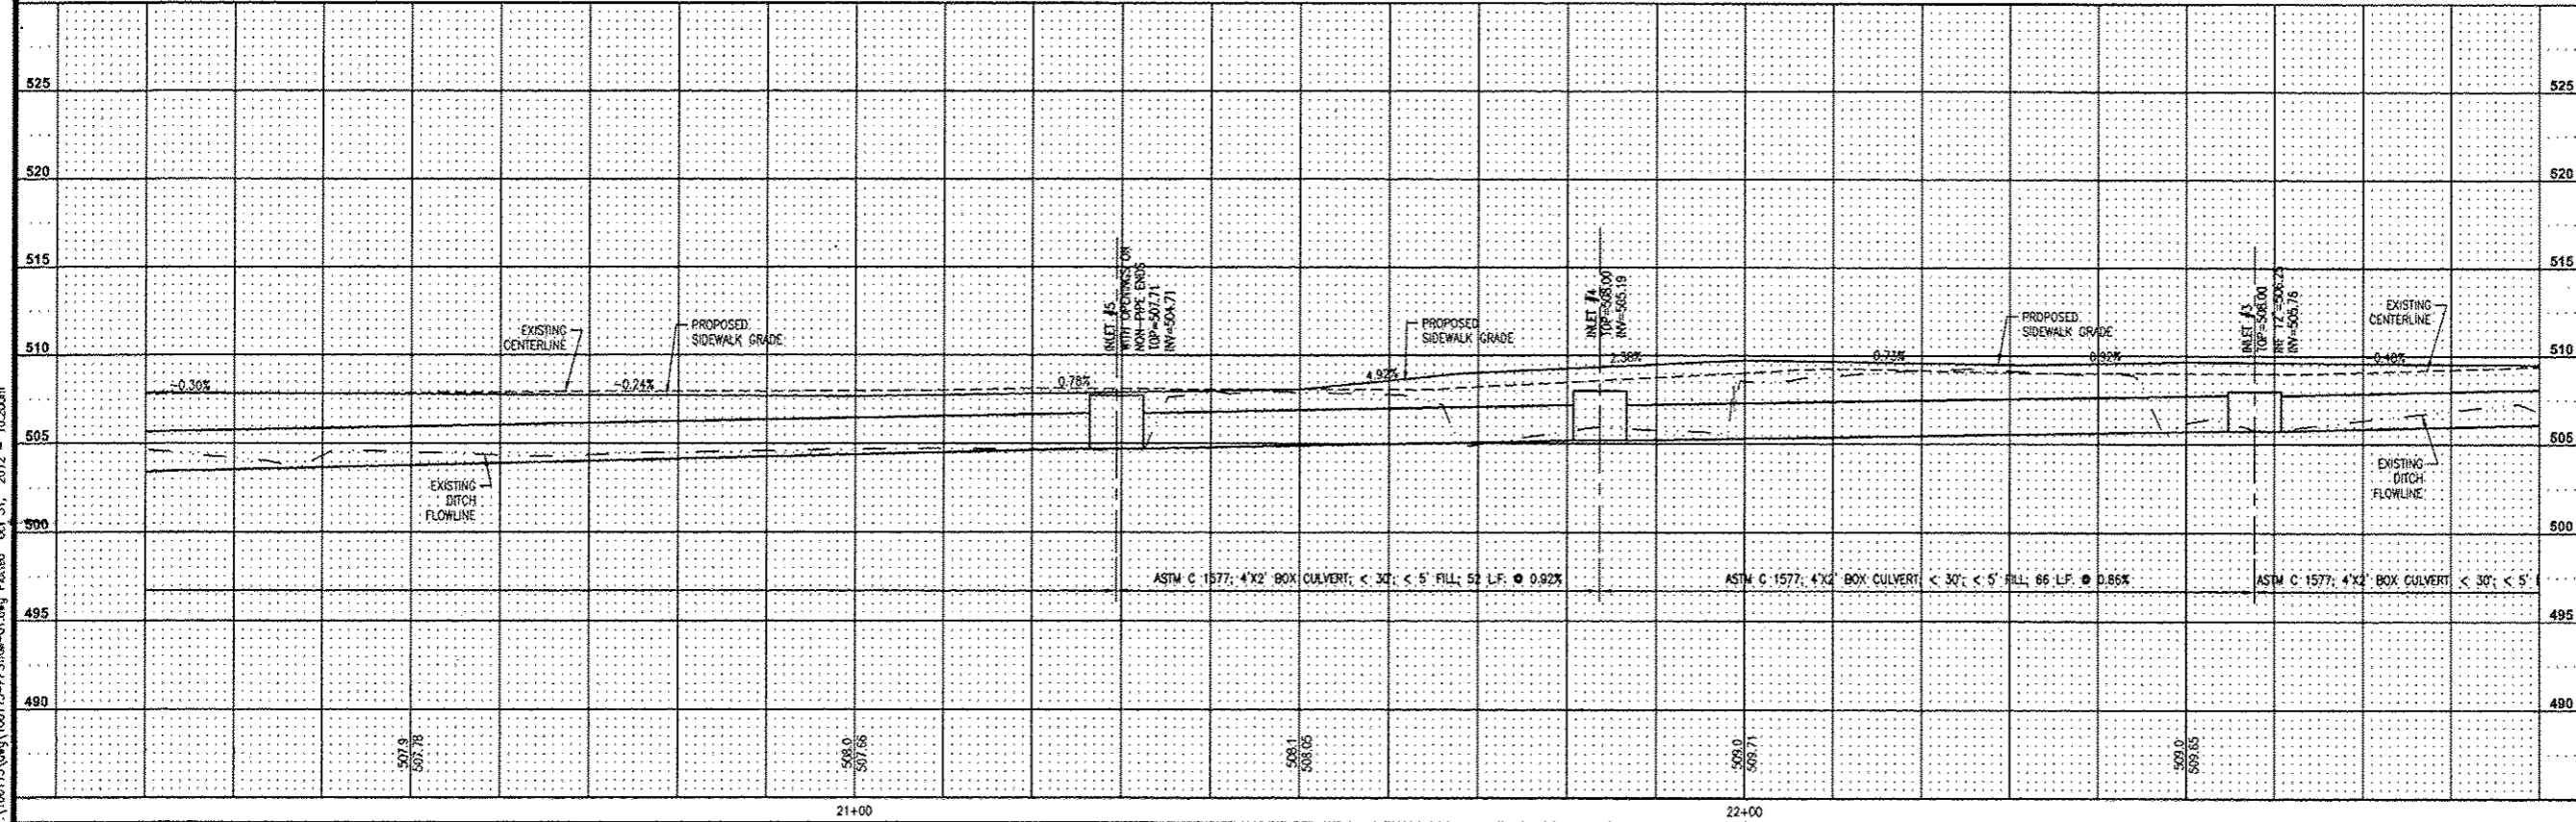 525
525
520
520
515
515
INLET #5
WITH OPENINGS ON
NON-PIPE ENDS
TOP=507.71
INV=504.71
INLET #4
TOP=508.00
INV=505.19
INLET #3
TOP=508.00
INV=505.76
EXISTING
CENTERLINE
PROPOSED
SIDEWALK GRADE
PROPOSED
SIDEWALK GRADE
PROPOSED
SIDEWALK GRADE
EXISTING
CENTERLINE
510
510
-0.30%
-0.24%
0.78%
4.92%
2.38%
0.73%
0.92%
0.48%
505
505
EXISTING
DITCH
FLOWLINE
EXISTING
DITCH
FLOWLINE
500
500
ASTM C 1577; 4'X2' BOX CULVERT; < 30'; < 5' FILL; 52 L.F. @ 0.92%
ASTM C 1577; 4'X2' BOX CULVERT; < 30'; < 5' FILL; 66 L.F. @ 0.86%
ASTM C 1577; 4'X2' BOX CULVERT; < 30'; < 5'
495
495
490
490
507.9
507.78
508.0
507.66
508.1
508.05
509.0
509.71
509.0
509.65
21+00
22+00